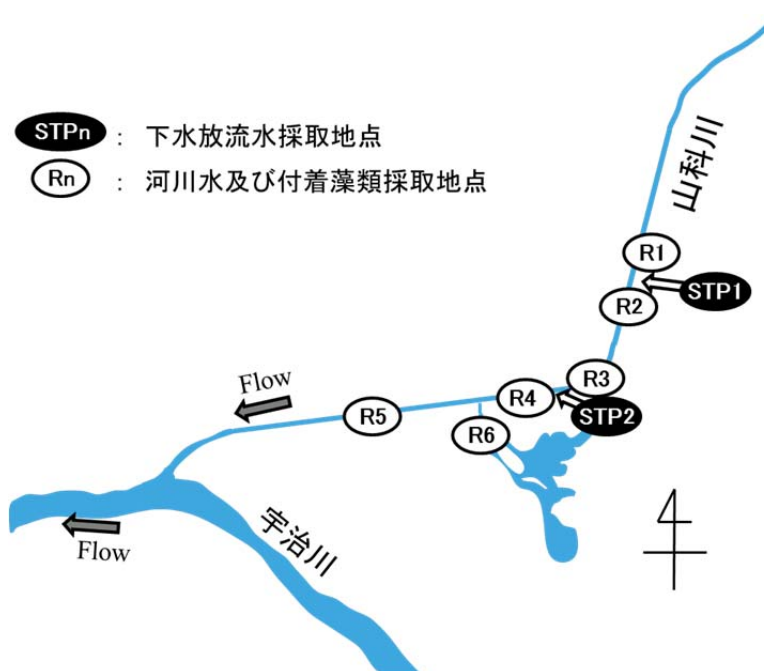 STPn : 下水放流水採取地点
Rn : 河川水及び付着藻類採取地点
山科川
R1
STP1
R2
R3
Flow
R4
R5
STP2
R6
宇治川
Flow